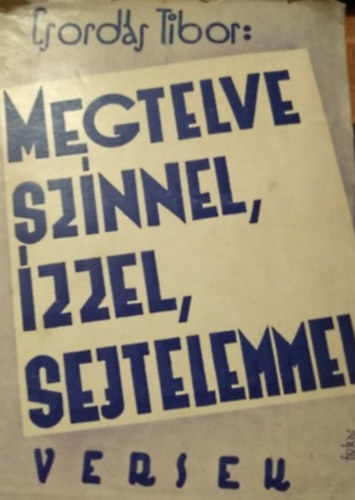 Csordás Tibor:
MEGTELVE
SZÍNNEL,
ÍZZEL,
SEJTELEMMEL
VERSEK